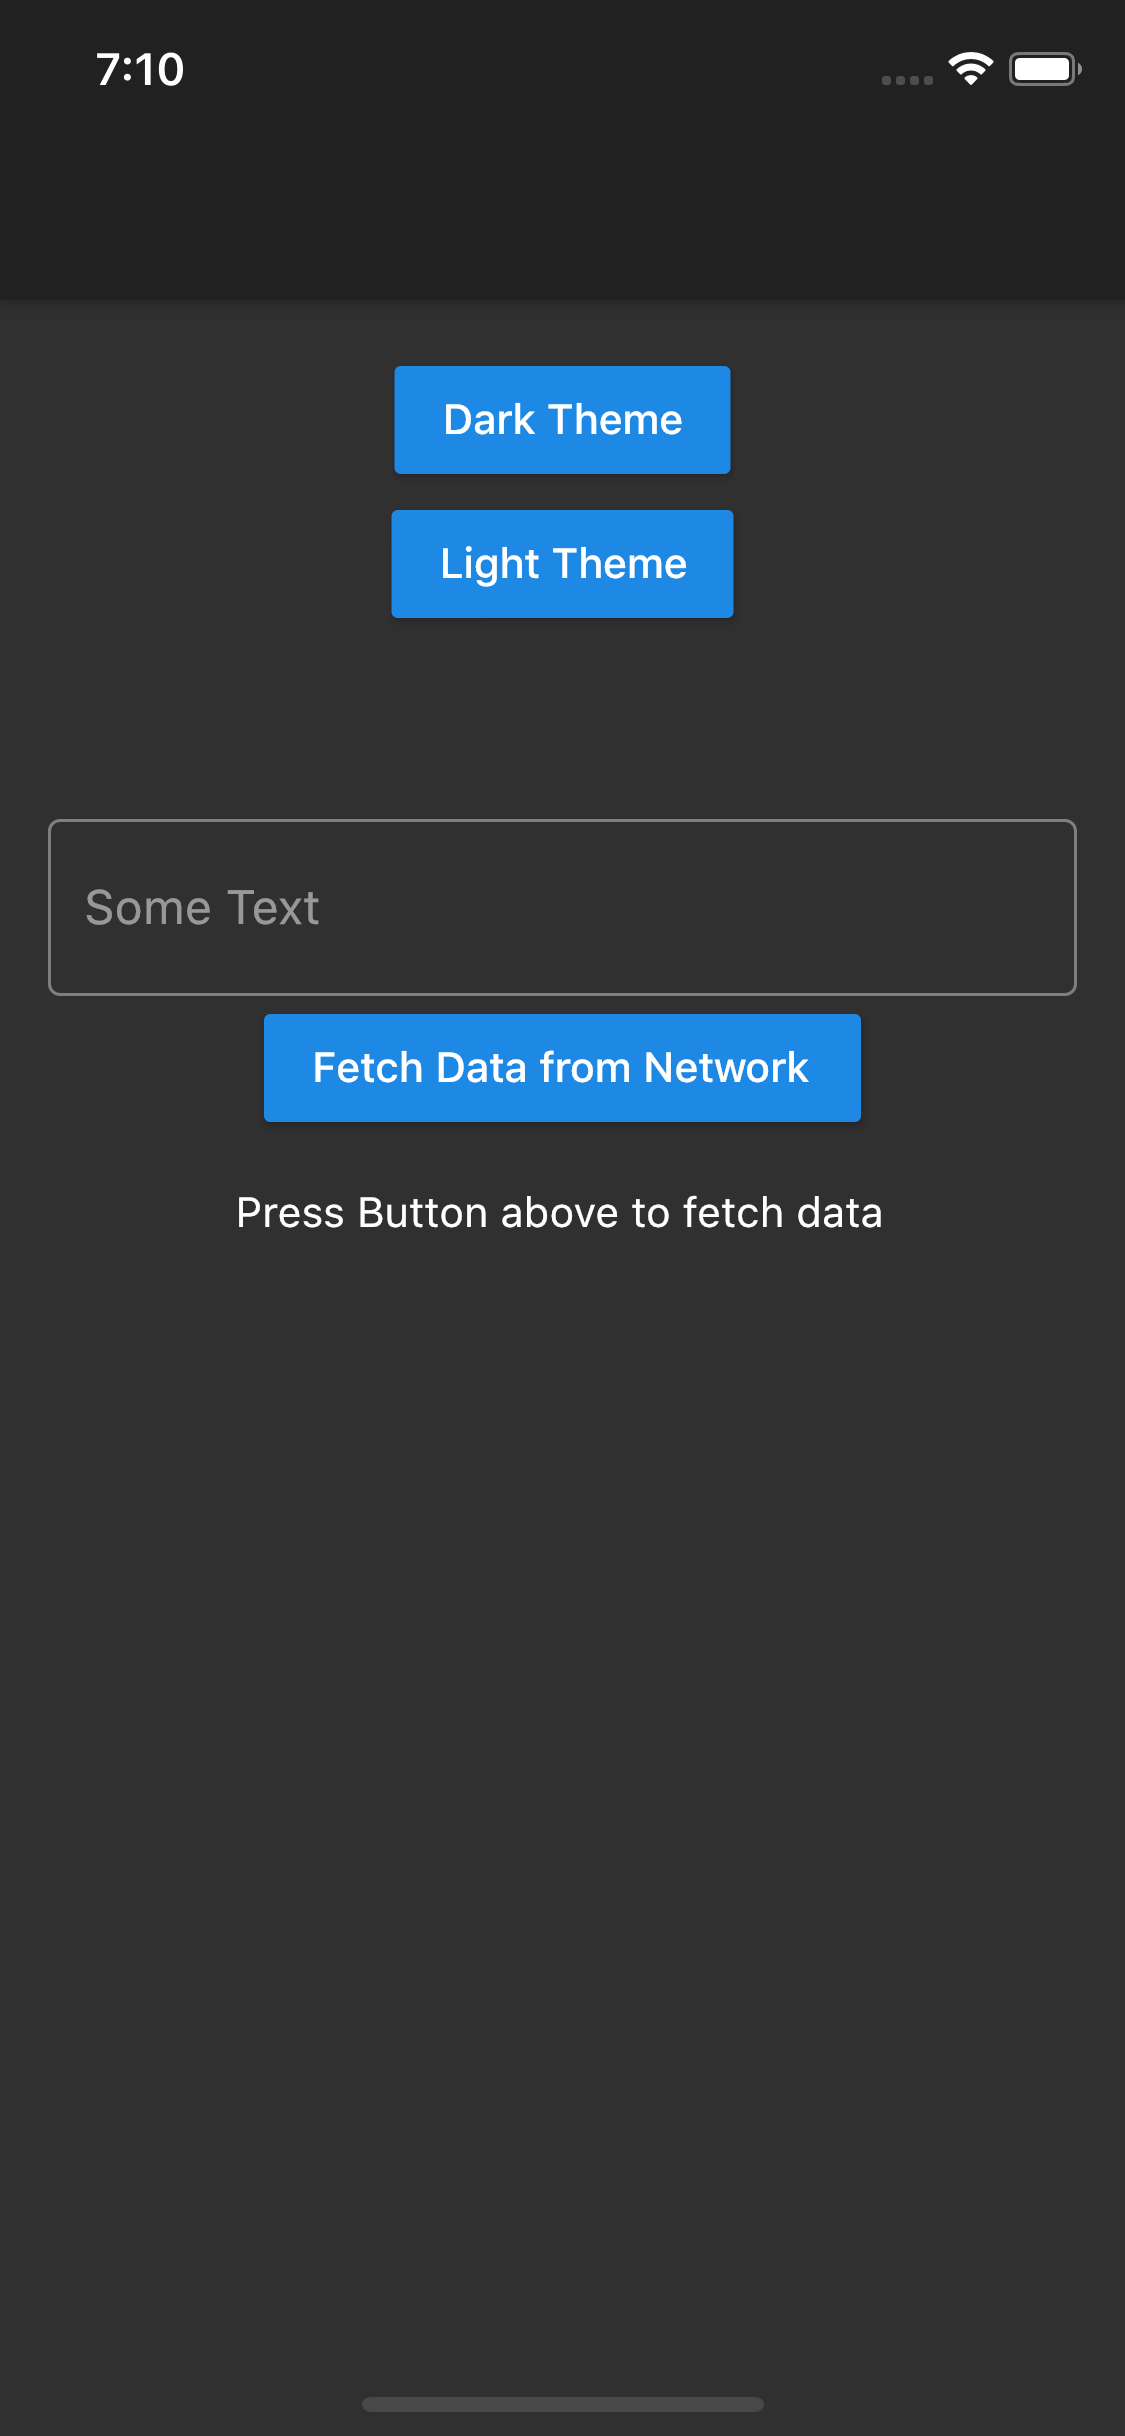 7:10
Dark Theme
Light Theme
Some Text
Fetch Data from Network
Press Button above to fetch data